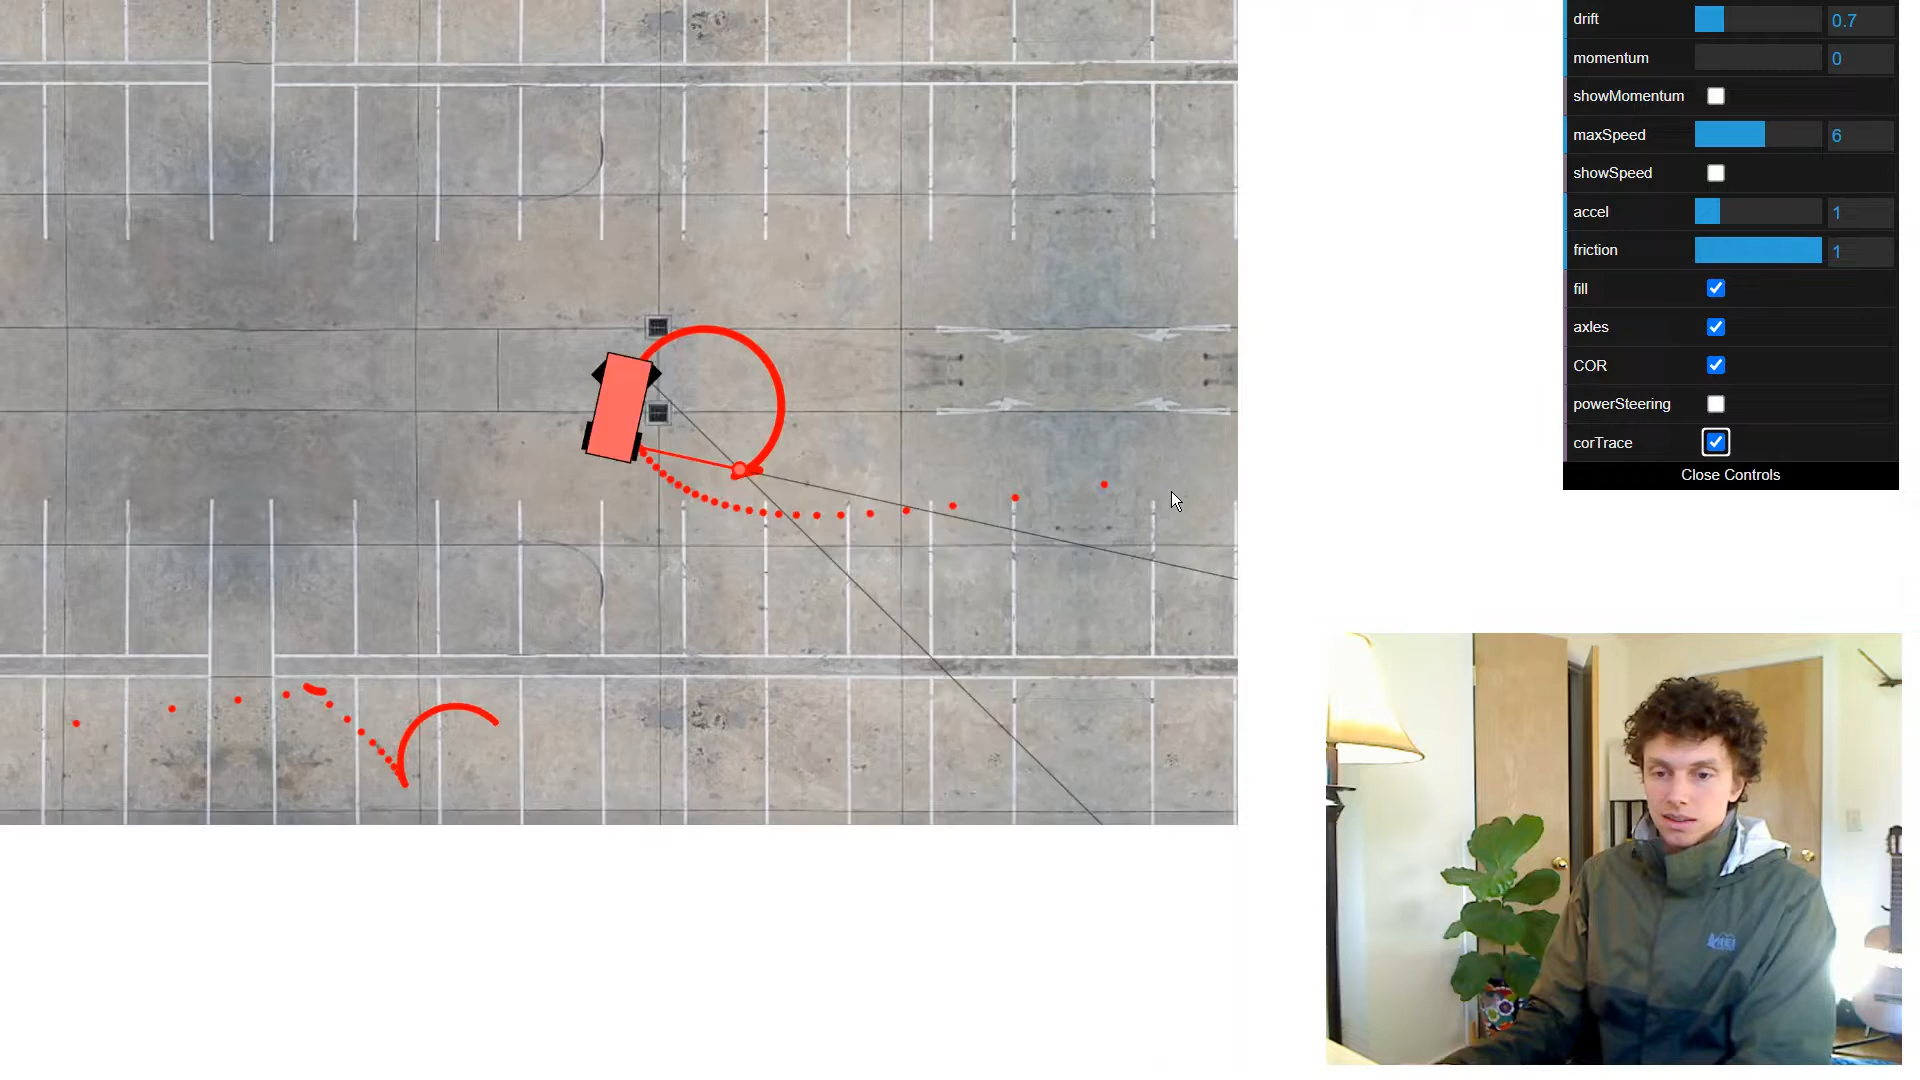 drift 0.7
momentum 0
showMomentum
maxSpeed 6
showSpeed
accel 1
friction 1
fill
axles
COR
powerSteering
corTrace
Close Controls